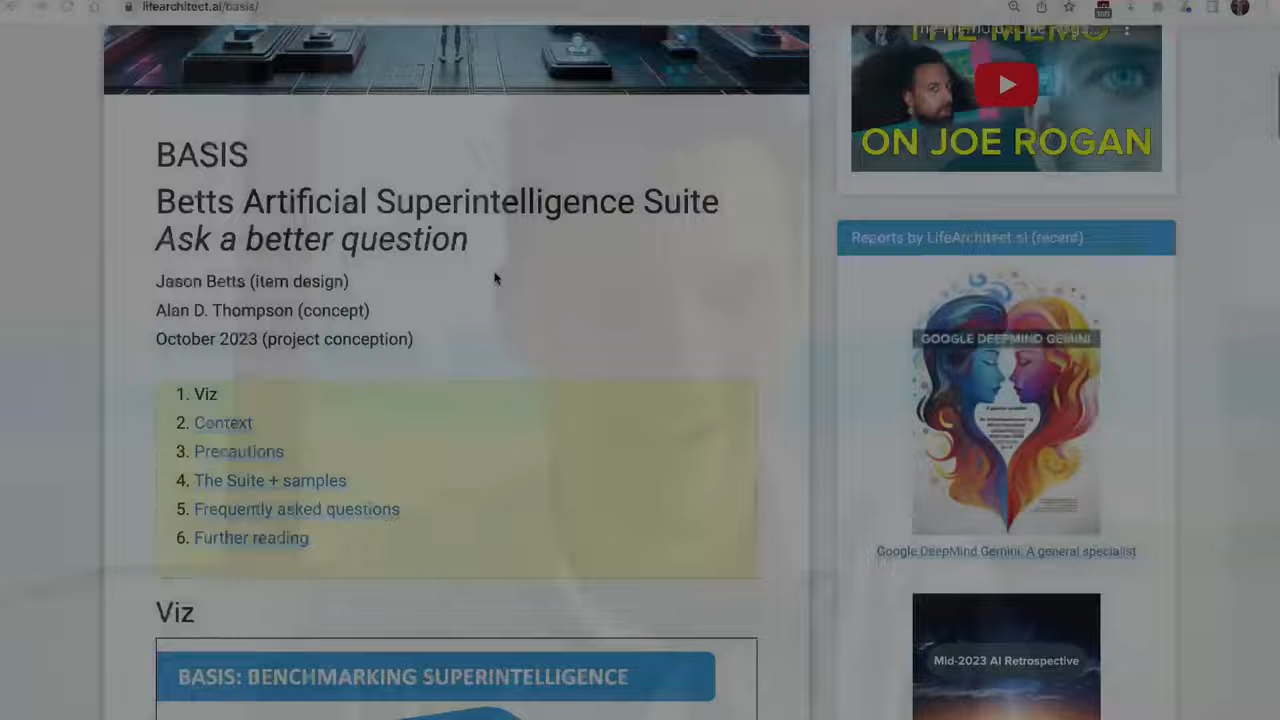 lifearchitect.ai/basis/
THE MEMO
ON JOE ROGAN
BASIS
Betts Artificial Superintelligence Suite
Ask a better question
Jason Betts (item design)
Alan D. Thompson (concept)
October 2023 (project conception)
1. Viz
2. Context
3. Precautions
4. The Suite + samples
5. Frequently asked questions
6. Further reading
Viz
BASIS: BENCHMARKING SUPERINTELLIGENCE
Reports by LifeArchitect.ai (recent)
GOOGLE DEEPMIND GEMINI
Google DeepMind Gemini: A general specialist
Mid-2023 AI Retrospective